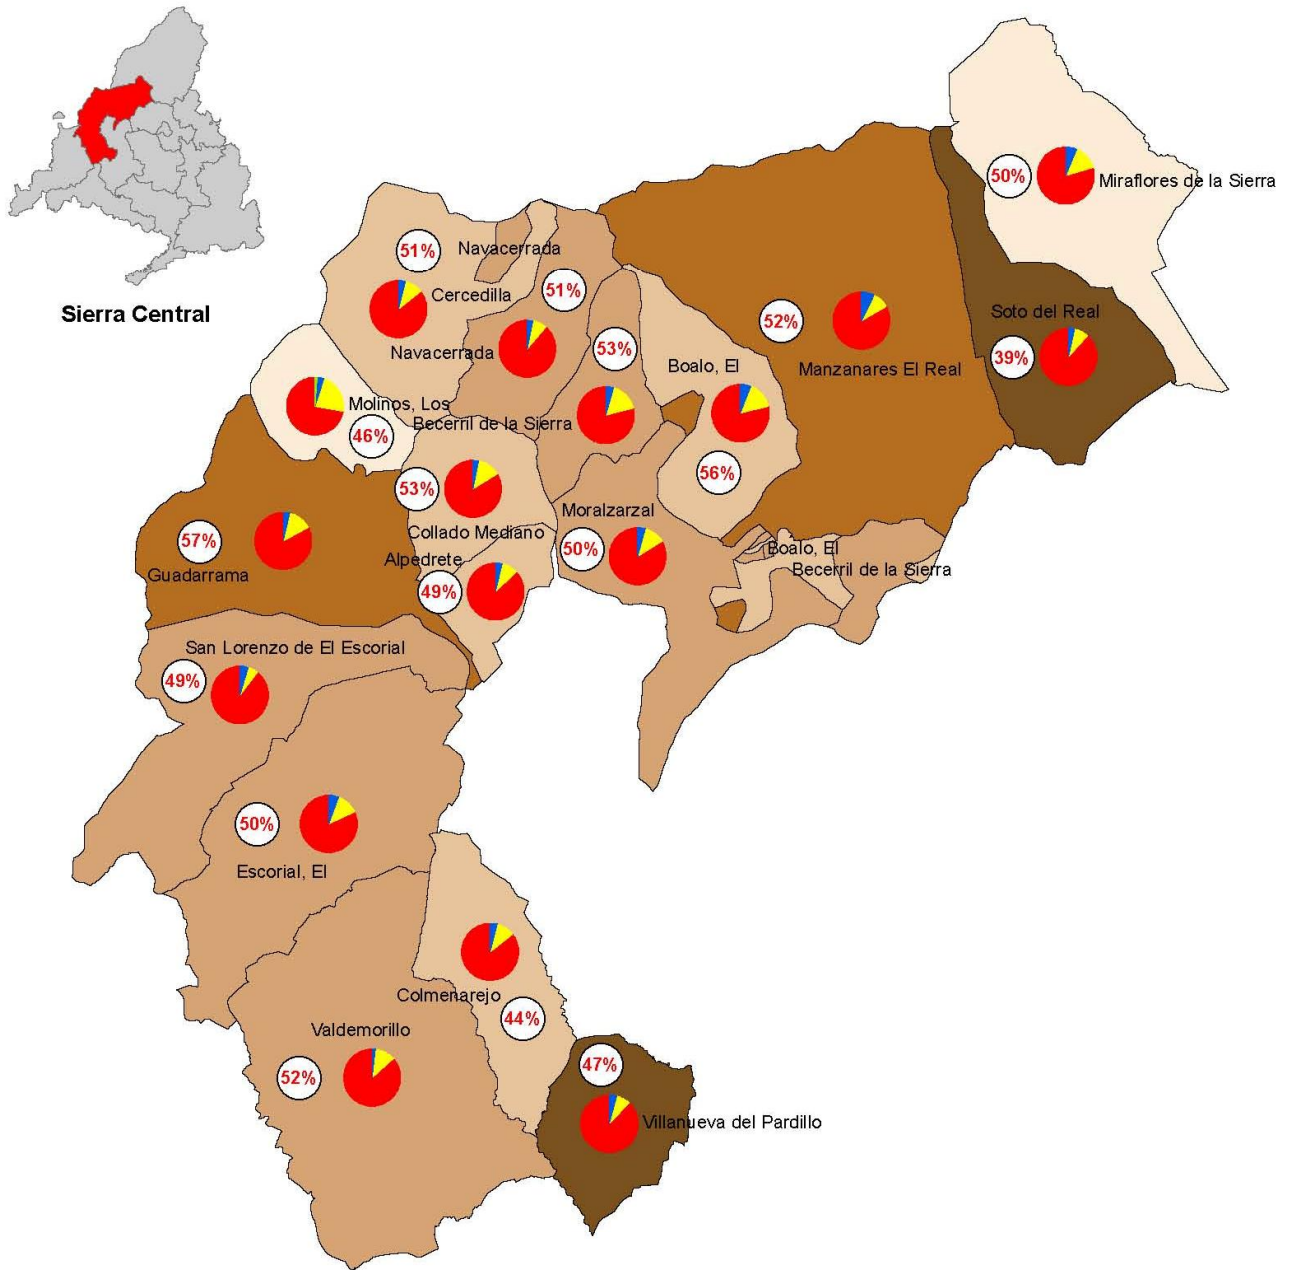 Sierra Central
50%
Miraflores de la Sierra
51%
Navacerrada
Cercedilla
51%
52%
Soto del Real
39%
Navacerrada
53%
Boalo, El
Manzanares El Real
Molinos, Los
Becerril de la Sierra
46%
56%
53%
Moralzarzal
Collado Mediano
57%
Guadarrama
Alpedrete
50%
Boalo, El
Becerril de la Sierra
49%
San Lorenzo de El Escorial
49%
50%
Escorial, El
Colmenarejo
44%
Valdemorillo
52%
47%
Villanueva del Pardillo